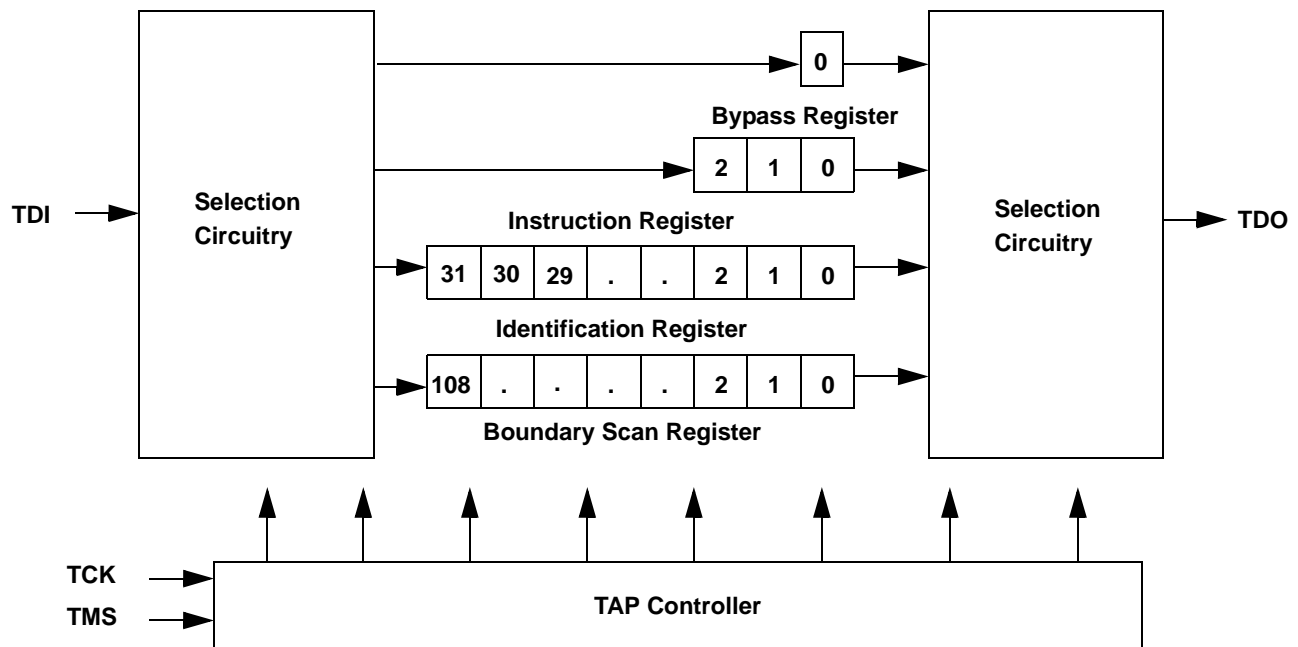 0
Bypass Register
2 1 0
TDI
Selection
Circuitry
Instruction Register
31 30 29 . . 2 1 0
Identification Register
108 . . . . 2 1 0
Boundary Scan Register
Selection
Circuitry
TDO
TCK
TMS
TAP Controller